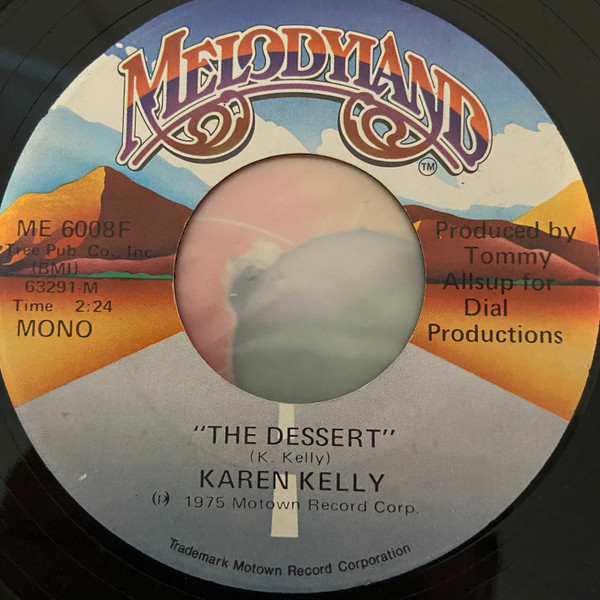 MELODYLAND
TM
ME 6008F
Tree Pub. Co., Inc.
(BMI)
63291-M
Time 2:24
MONO
Produced by
Tommy
Allsup for
Dial
Productions
"THE DESSERT"
(K. Kelly)
KAREN KELLY
(P) 1975 Motown Record Corp.
Trademark Motown Record Corporation